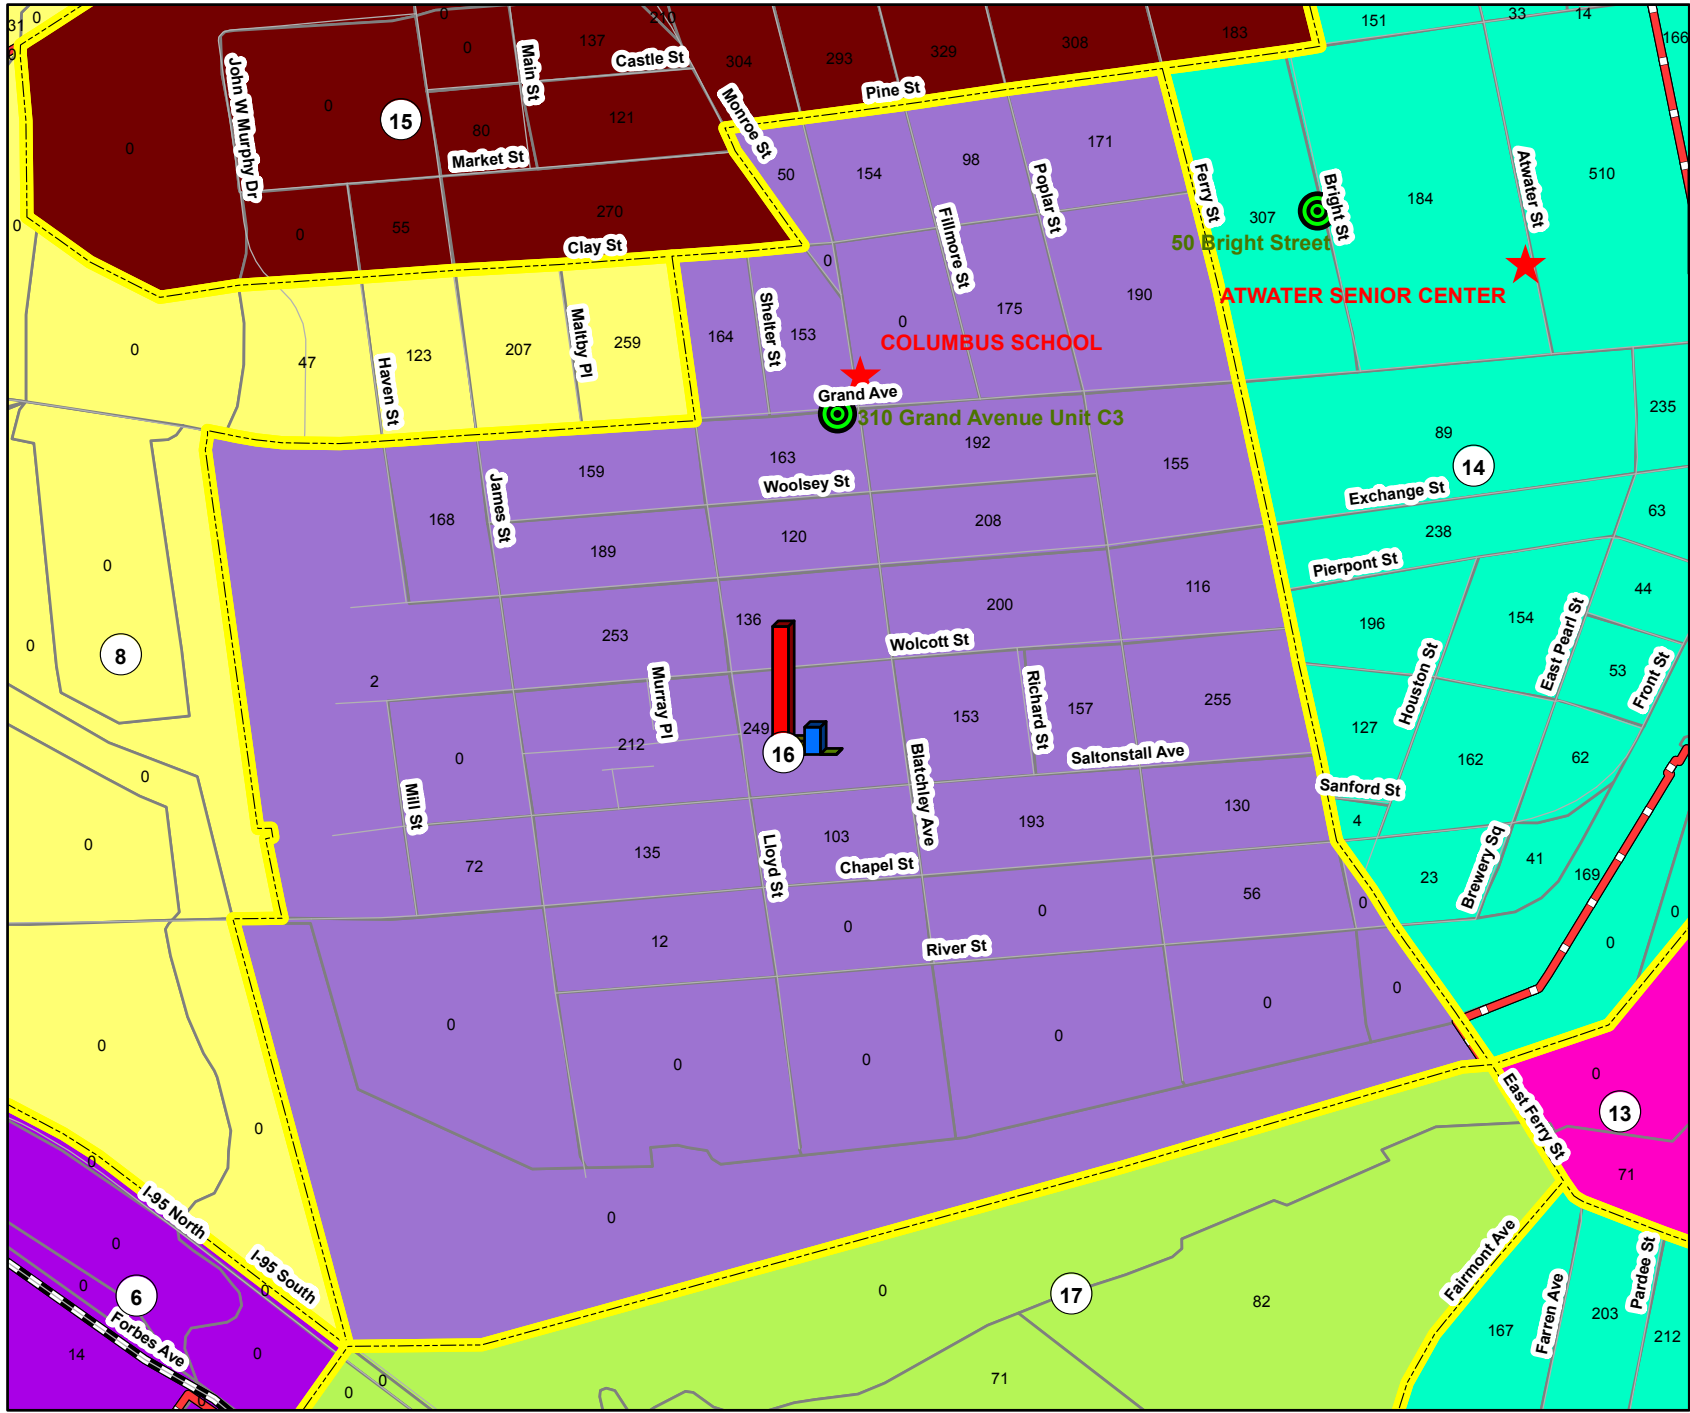 0
31
0
210
33
14
151
166
137
0
183
308
329
293
304
Castle St
Main St
John W Murphy Dr
Pine St
Monroe St
0
15
80
121
0
Market St
50
154
98
171
Poplar St
Ferry St
Bright St
Atwater St
184
510
307
50 Bright Street
ATWATER SENIOR CENTER
0
0
55
270
Clay St
Fillmore St
0
0
47
123
207
259
Haven St
Maltby Pl
164
Shelter St
153
0
175
190
COLUMBUS SCHOOL
Grand Ave
310 Grand Avenue Unit C3
235
89
14
159
163
192
155
168
James St
Woolsey St
Exchange St
63
238
189
120
208
Pierpont St
0
44
116
200
136
253
0
8
2
Wolcott St
196
154
East Pearl St
53
Front St
Houston St
Murray Pl
Richard St
153
157
255
127
249
16
212
0
Blatchley Ave
Saltonstall Ave
162
62
0
Mill St
Sanford St
4
0
72
135
103
193
130
Lloyd St
Chapel St
23
Brewery Sq
41
169
56
0
0
12
0
0
0
River St
0
0
0
0
0
0
0
0
0
13
East Ferry St
71
0
0
I-95 North
0
0
I-95 South
0
0
6
Forbes Ave
14
0
0
0
0
0
17
82
71
Fairmont Ave
Farren Ave
Pardee St
167
203
212